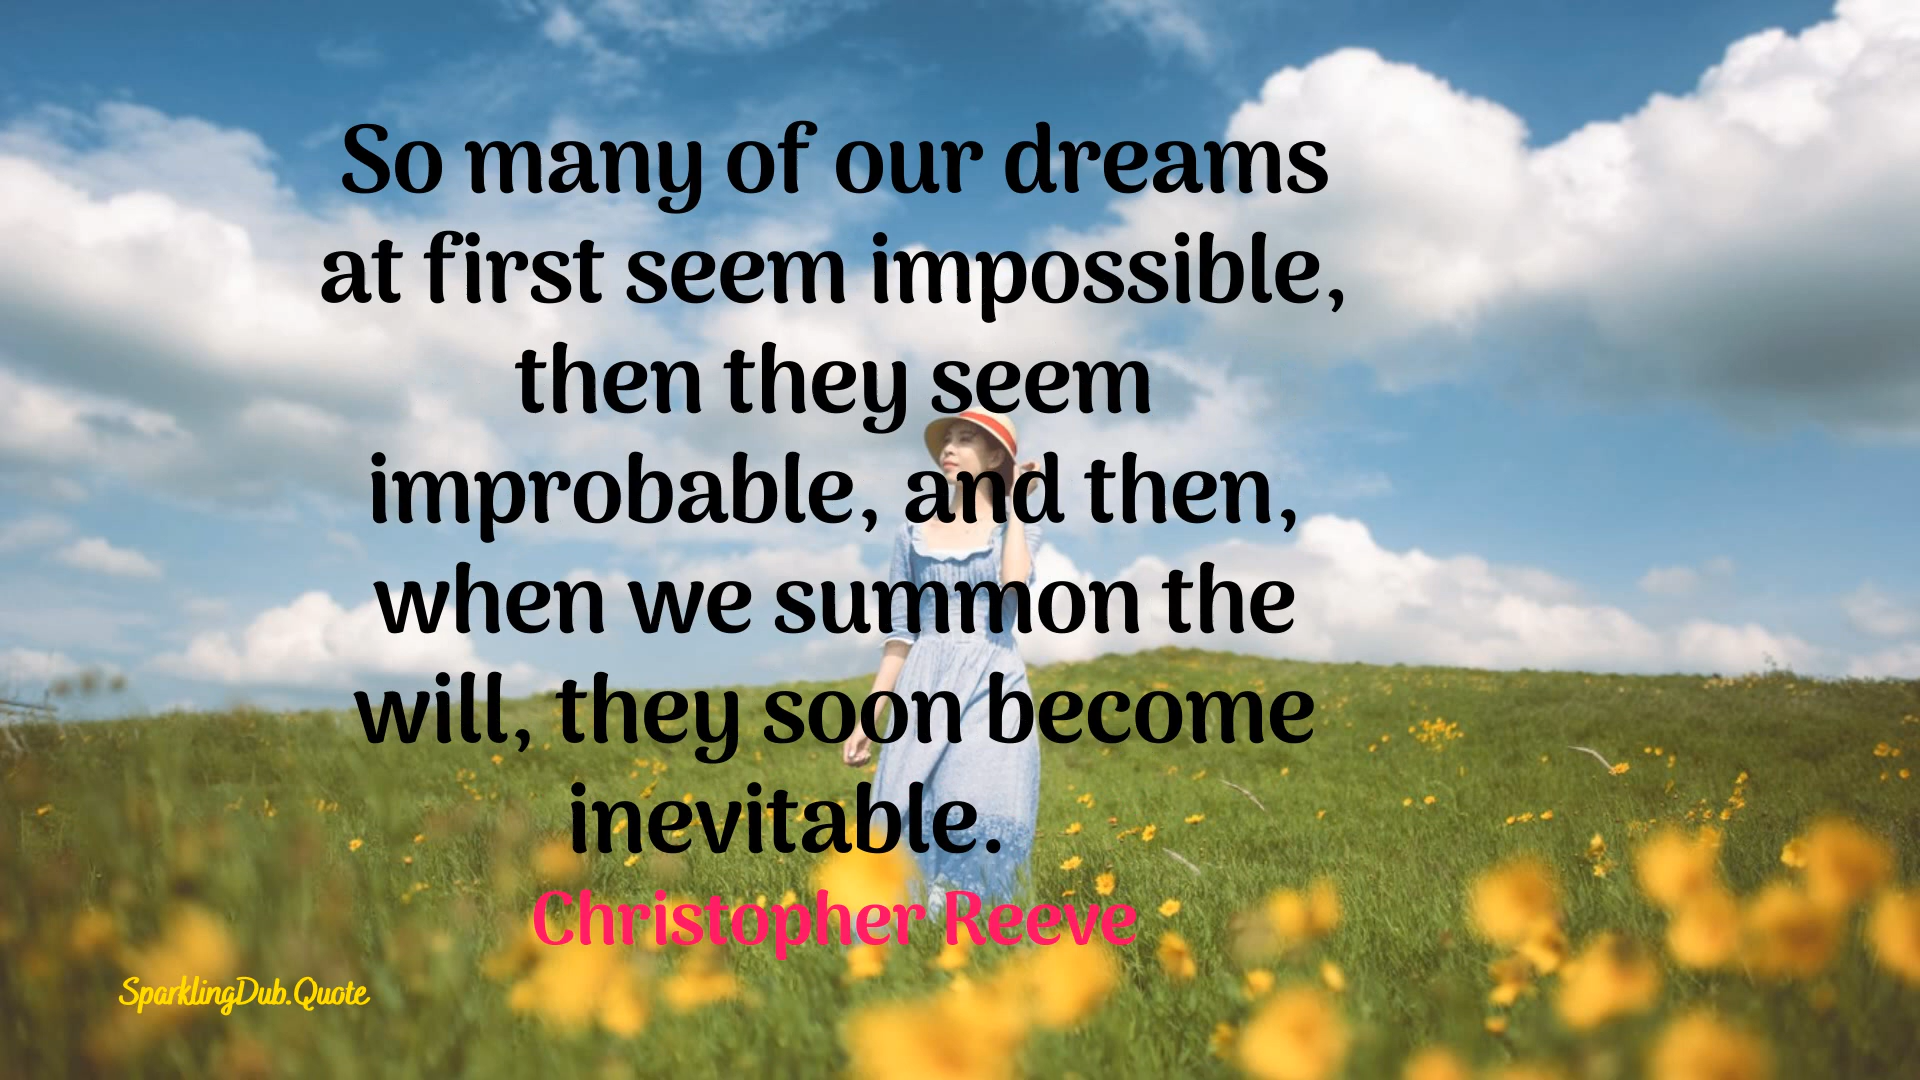 So many of our dreams
at first seem impossible,
then they seem
improbable, and then,
when we summon the
will, they soon become
inevitable.
Christopher Reeve
SparklingDub.Quote